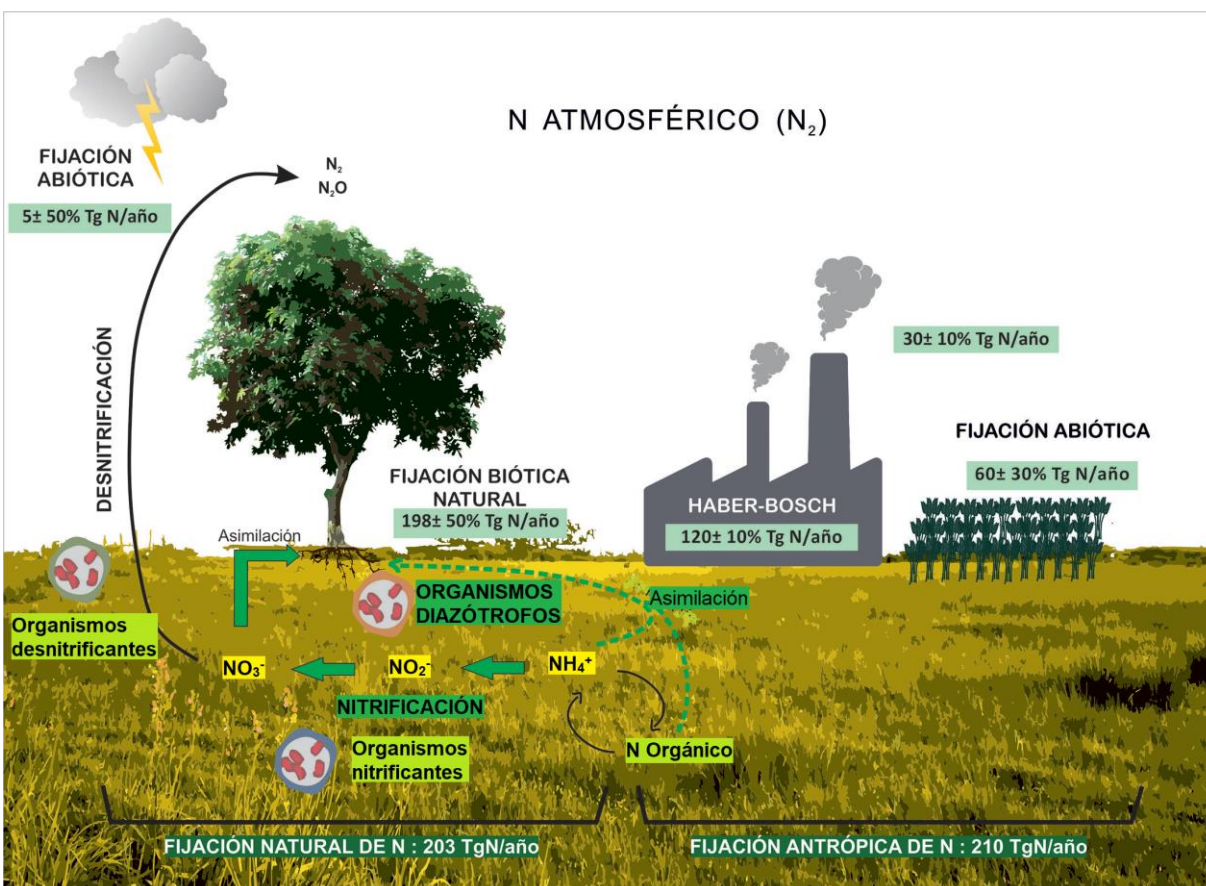 N ATMOSFÉRICO (N₂)
FIJACIÓN
ABIÓTICA
5± 50% Tg N/año
N₂
N₂O
DESNITRIFICACIÓN
30± 10% Tg N/año
FIJACIÓN ABIÓTICA
60± 30% Tg N/año
FIJACIÓN BIÓTICA
NATURAL
198± 50% Tg N/año
HABER-BOSCH
120± 10% Tg N/año
Asimilación
ORGANISMOS
DIAZÓTROFOS
Asimilación
Organismos
desnitrificantes
NO₃⁻
NO₂⁻
NH₄⁺
NITRIFICACIÓN
Organismos
nitrificantes
N Orgánico
FIJACIÓN NATURAL DE N : 203 TgN/año
FIJACIÓN ANTRÓPICA DE N : 210 TgN/año